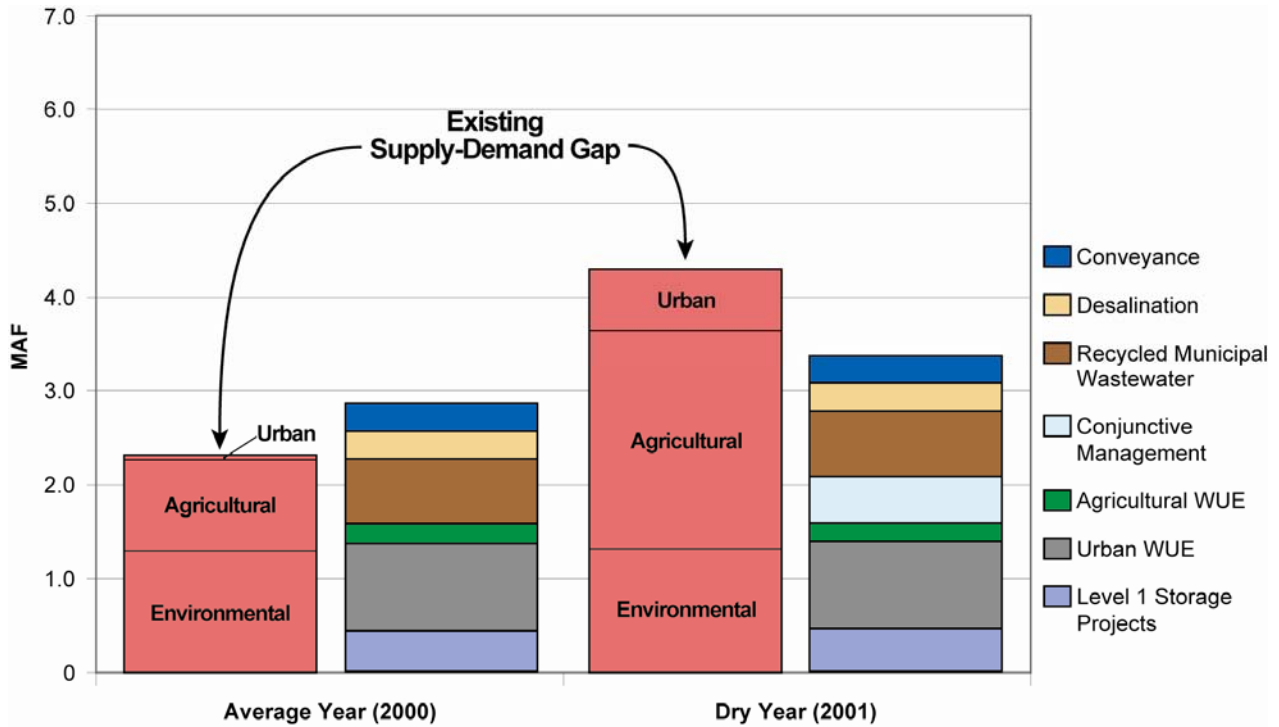 7.0
6.0
5.0
4.0
3.0
2.0
1.0
0
MAF
Existing
Supply-Demand Gap
Urban
Agricultural
Environmental
Urban
Agricultural
Environmental
Average Year (2000)
Dry Year (2001)
Conveyance
Desalination
Recycled Municipal
Wastewater
Conjunctive
Management
Agricultural WUE
Urban WUE
Level 1 Storage
Projects